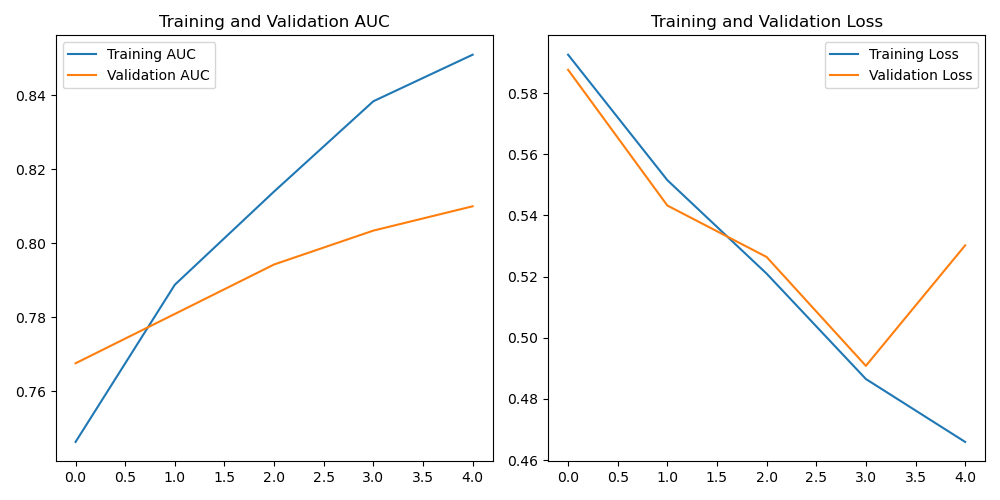 Training and Validation AUC
Training AUC
Validation AUC
0.84
0.82
0.80
0.78
0.76
0.0 0.5 1.0 1.5 2.0 2.5 3.0 3.5 4.0
Training and Validation Loss
Training Loss
Validation Loss
0.58
0.56
0.54
0.52
0.50
0.48
0.46
0.0 0.5 1.0 1.5 2.0 2.5 3.0 3.5 4.0